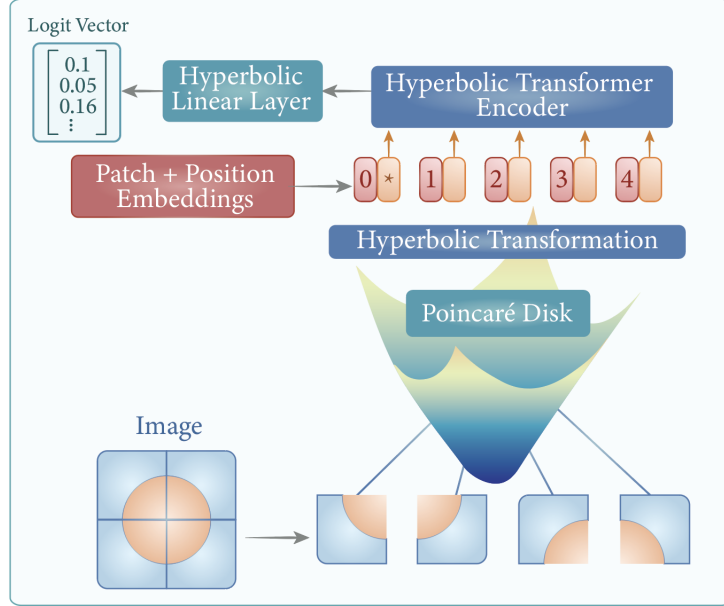 Logit Vector
0.1
0.05
0.16
⋮
Hyperbolic
Linear Layer
Hyperbolic Transformer
Encoder
Patch + Position
Embeddings
0 * 1 2 3 4
Hyperbolic Transformation
Poincaré Disk
Image